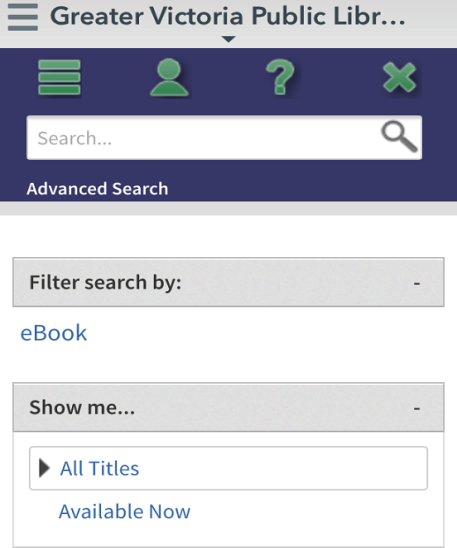 Greater Victoria Public Libr...
Search...
Advanced Search
Filter search by: -
eBook
Show me... -
All Titles
Available Now